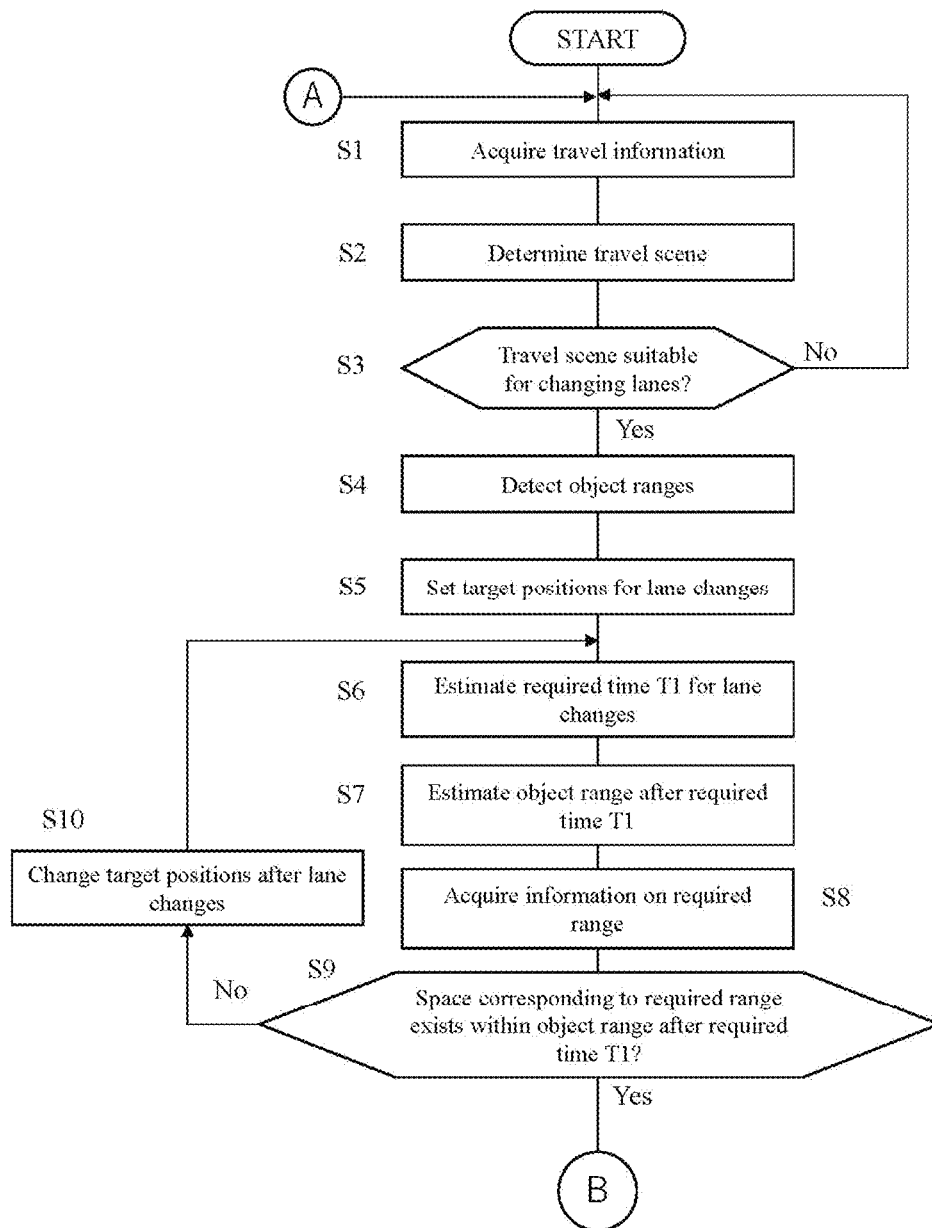 START
A
S1
Acquire travel information
S2
Determine travel scene
S3
Travel scene suitable
for changing lanes?
No
Yes
S4
Detect object ranges
S5
Set target positions for lane changes
S6
Estimate required time T1 for lane
changes
S7
Estimate object range after required
time T1
S10
Change target positions after lane
changes
Acquire information on required
range
S8
S9
No
Space corresponding to required range
exists within object range after required
time T1?
Yes
B